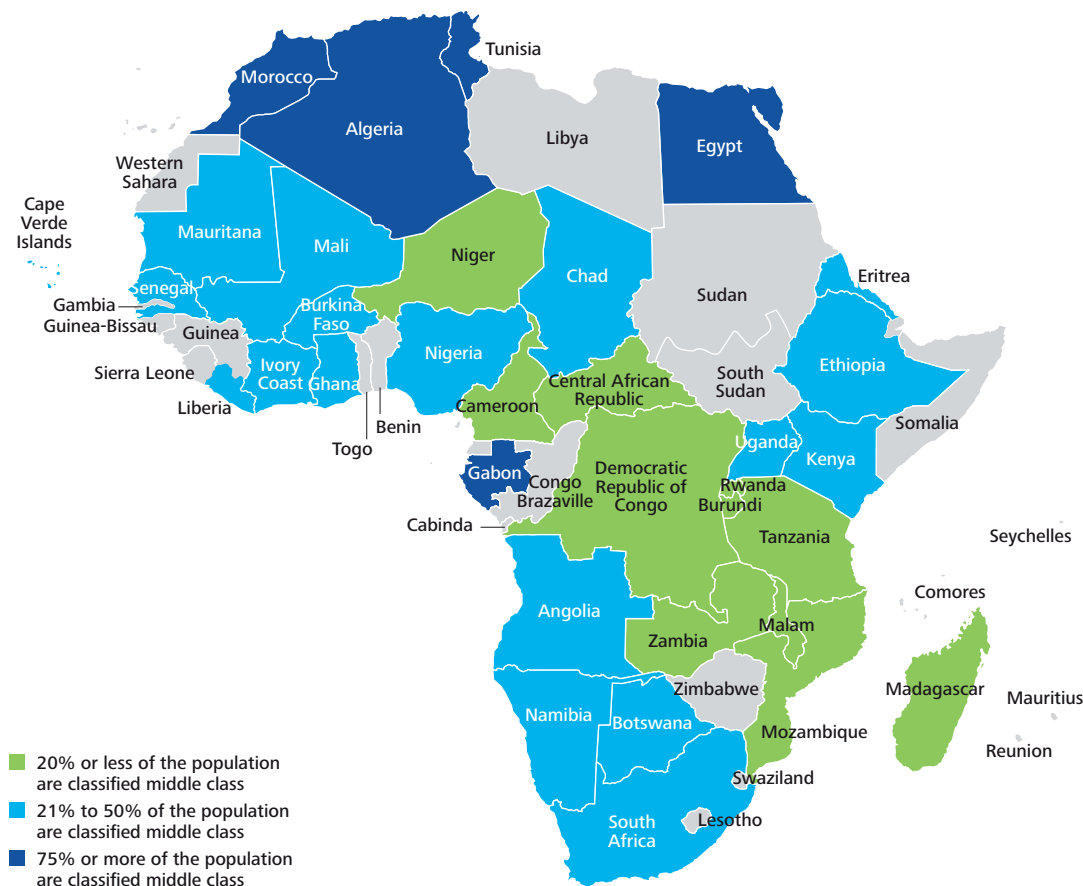 Tunisia
Morocco
Algeria
Libya
Egypt
Western
Sahara
Cape
Verde
Islands
Mauritana
Mali
Niger
Chad
Sudan
Eritrea
Senegal
Gambia
Guinea-Bissau
Burkina
Faso
Guinea
Nigeria
Sierra Leone
Ivory
Coast
Ghana
Liberia
Togo
Benin
Cameroon
Central African
Republic
South
Sudan
Ethiopia
Somalia
Uganda
Kenya
Gabon
Congo
Brazaville
Democratic
Republic of
Congo
Rwanda
Burundi
Cabinda
Tanzania
Seychelles
Comores
Angolia
Zambia
Malam
Zimbabwe
Madagascar
Mauritius
Reunion
Namibia
Botswana
Mozambique
Swaziland
South
Africa
Lesotho
20% or less of the population
are classified middle class
21% to 50% of the population
are classified middle class
75% or more of the population
are classified middle class